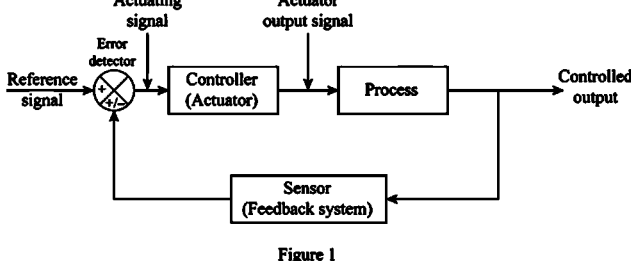 Actuating
signal
Actuator
output signal
Error
detector
Reference
signal
+
+/−
Controller
(Actuator)
Process
Controlled
output
Sensor
(Feedback system)
Figure 1